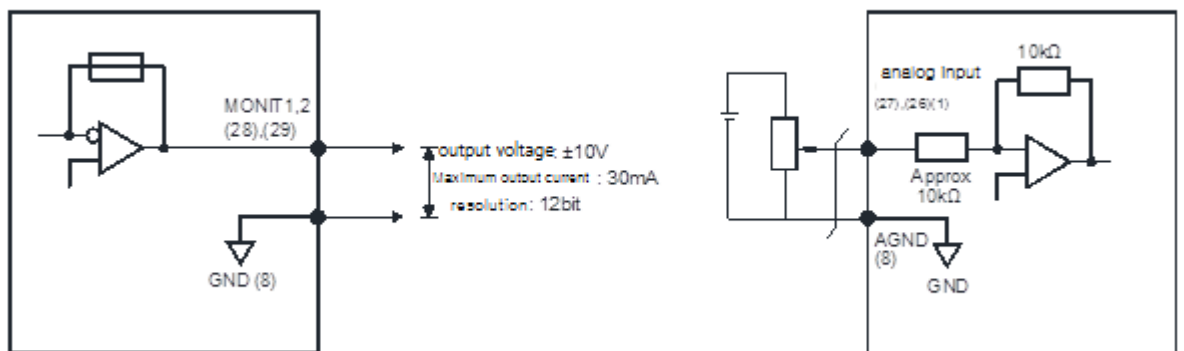 MONIT1,2
(28),(29)
output voltage: ±10V
Maximum output current : 30mA
resolution: 12bit
GND (8)
10kΩ
analog input
(27),(26)(1)
Approx
10kΩ
AGND
(8)
GND